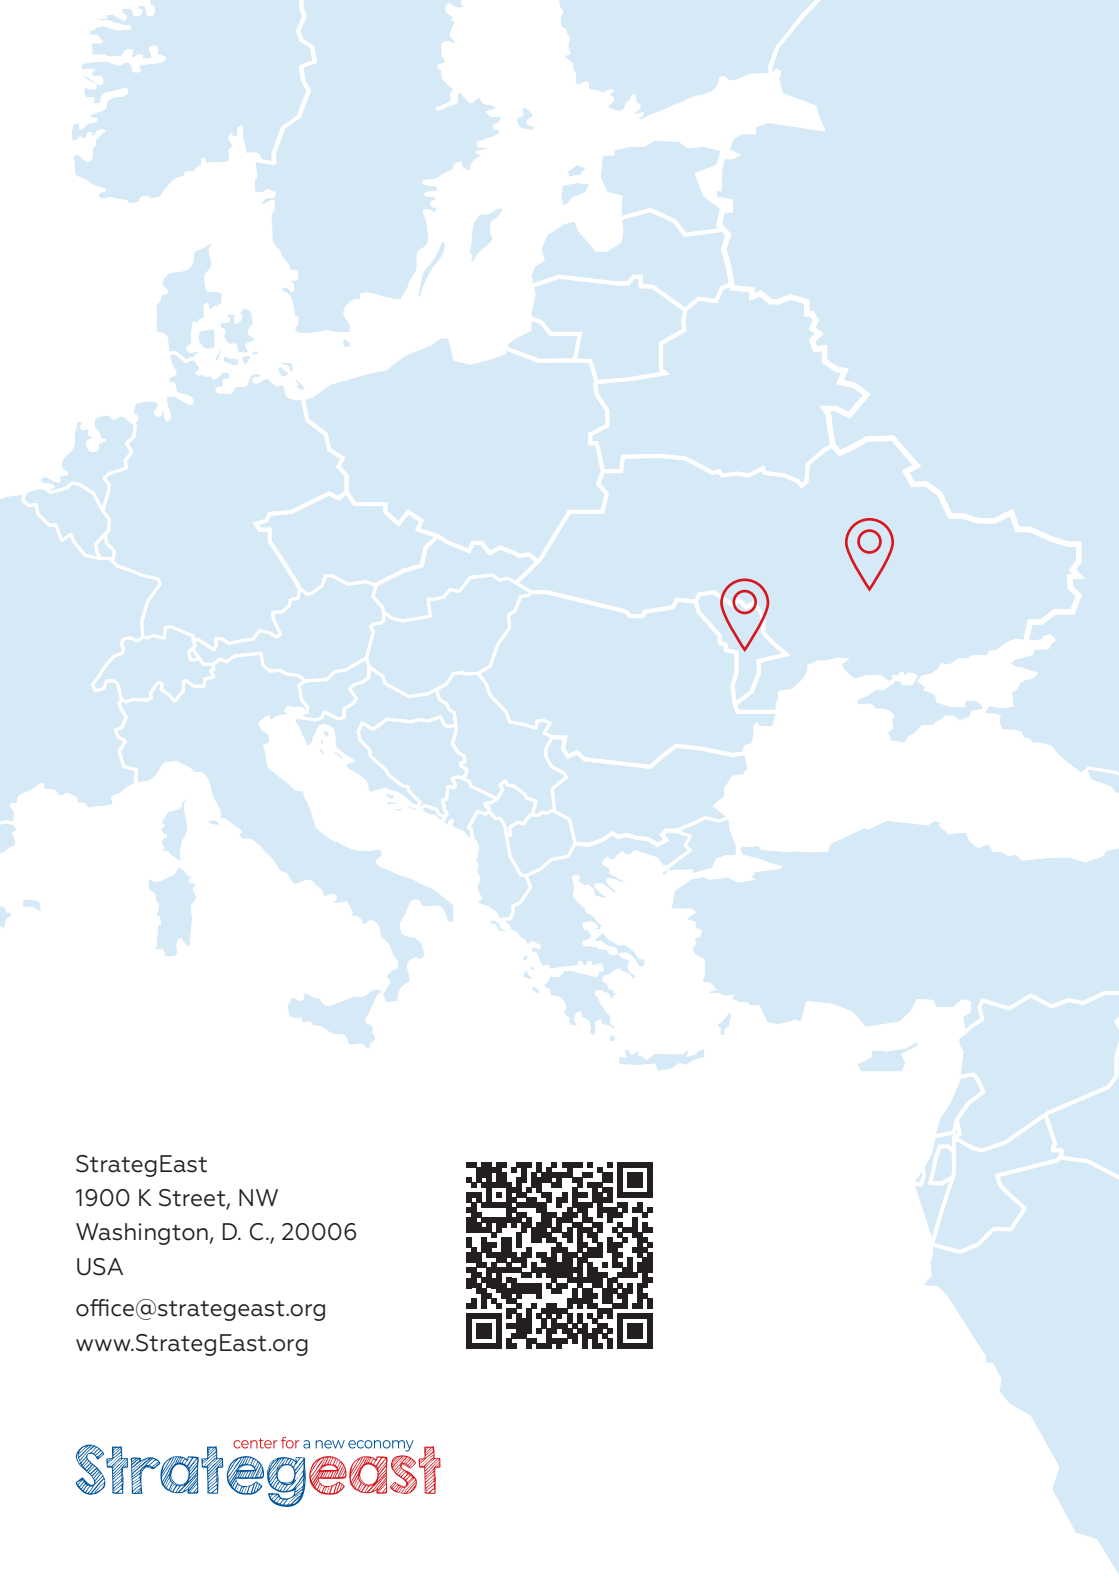 StrategEast
1900 K Street, NW
Washington, D. C., 20006
USA
office@strategeast.org
www.StrategEast.org
center for a new economy
Strategeast